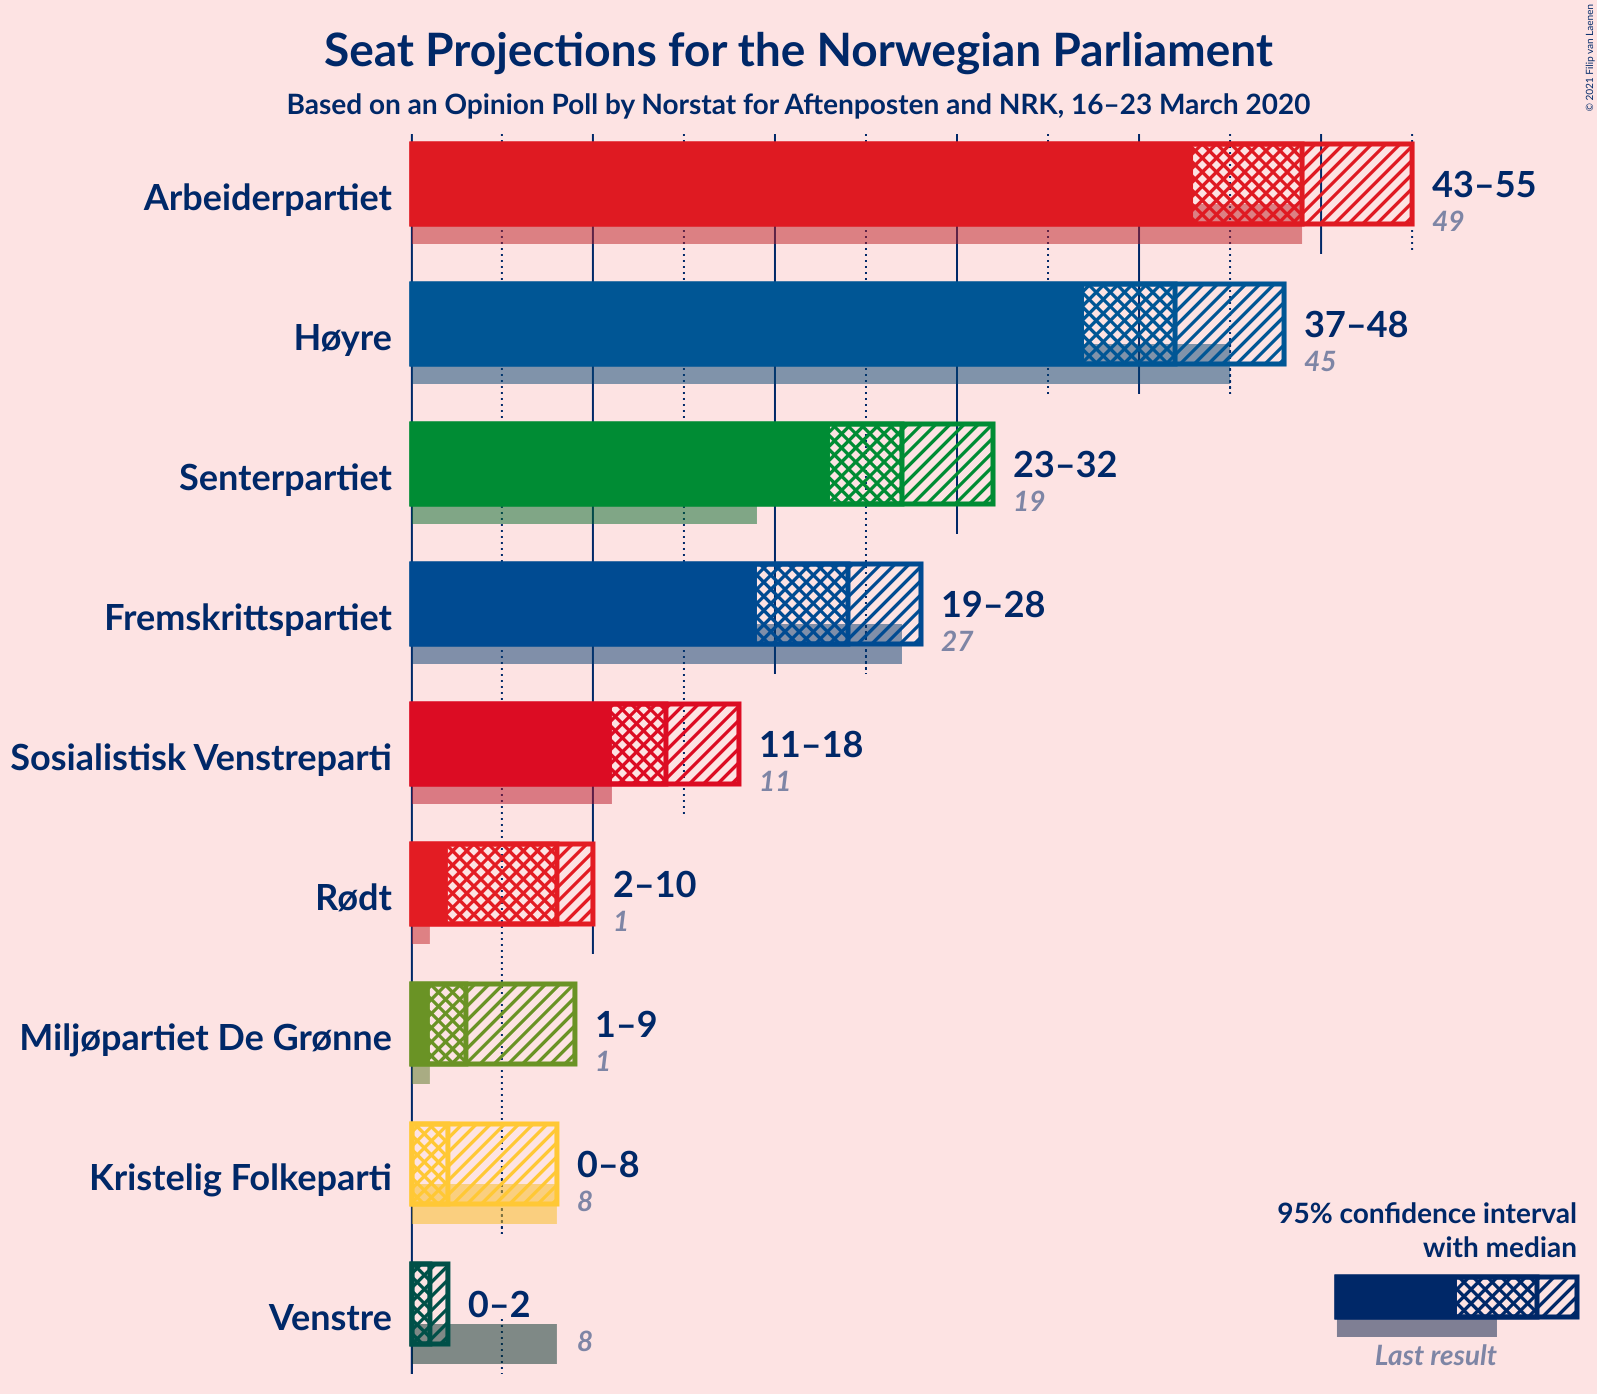 Seat Projections for the Norwegian Parliament
Based on an Opinion Poll by Norstat for Aftenposten and NRK, 16–23 March 2020
© 2021 Filip van Laenen
Arbeiderpartiet
43–55
49
Høyre
37–48
45
Senterpartiet
23–32
19
Fremskrittspartiet
19–28
27
Sosialistisk Venstreparti
11–18
11
Rødt
2–10
1
Miljøpartiet De Grønne
1–9
1
Kristelig Folkeparti
0–8
8
Venstre
0–2
8
95% confidence interval
with median
Last result